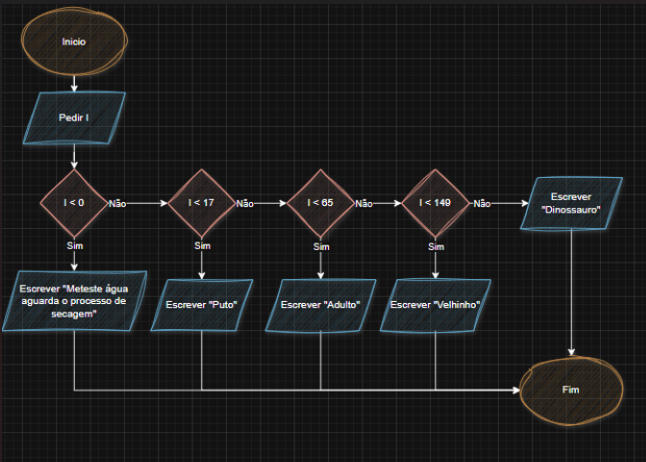 Inicio
Pedir I
I < 0
Não
I < 17
Não
I < 65
Não
I < 149
Não
Escrever
"Dinossauro"
Sim
Sim
Sim
Sim
Escrever "Meteste água
aguarda o processo de
secagem"
Escrever "Puto"
Escrever "Adulto"
Escrever "Velhinho"
Fim